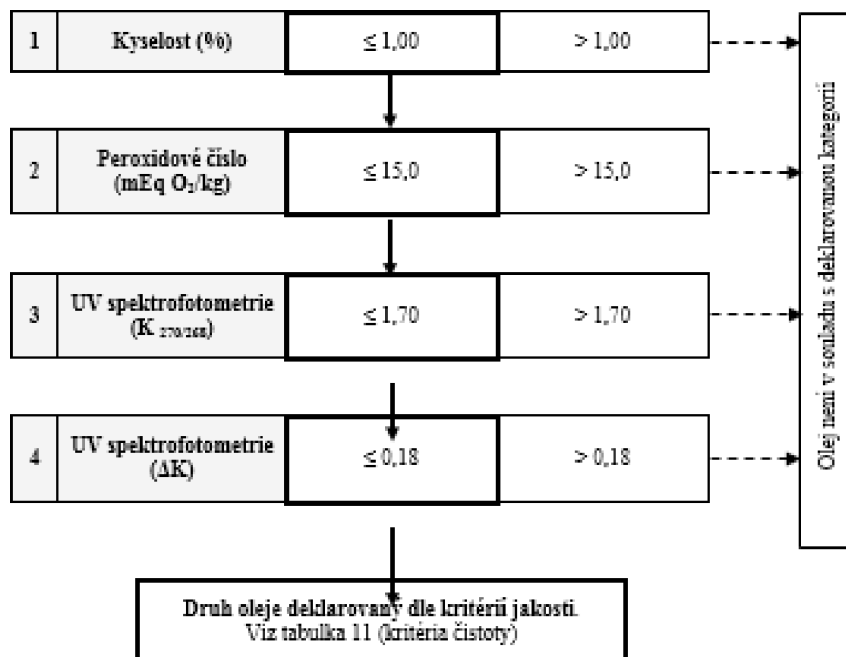 1 Kyselost (%) ≤ 1,00 > 1,00
2 Peroxidové číslo
(mEq O₂/kg) ≤ 15,0 > 15,0
3 UV spektrofotometrie
(K 270/268) ≤ 1,70 > 1,70
4 UV spektrofotometrie
(ΔK) ≤ 0,18 > 0,18
Olej není v souladu s deklarovanou kategorií
Druh oleje deklarovaný dle kritérií jakosti.
Viz tabulka 11 (kritéria čistoty)